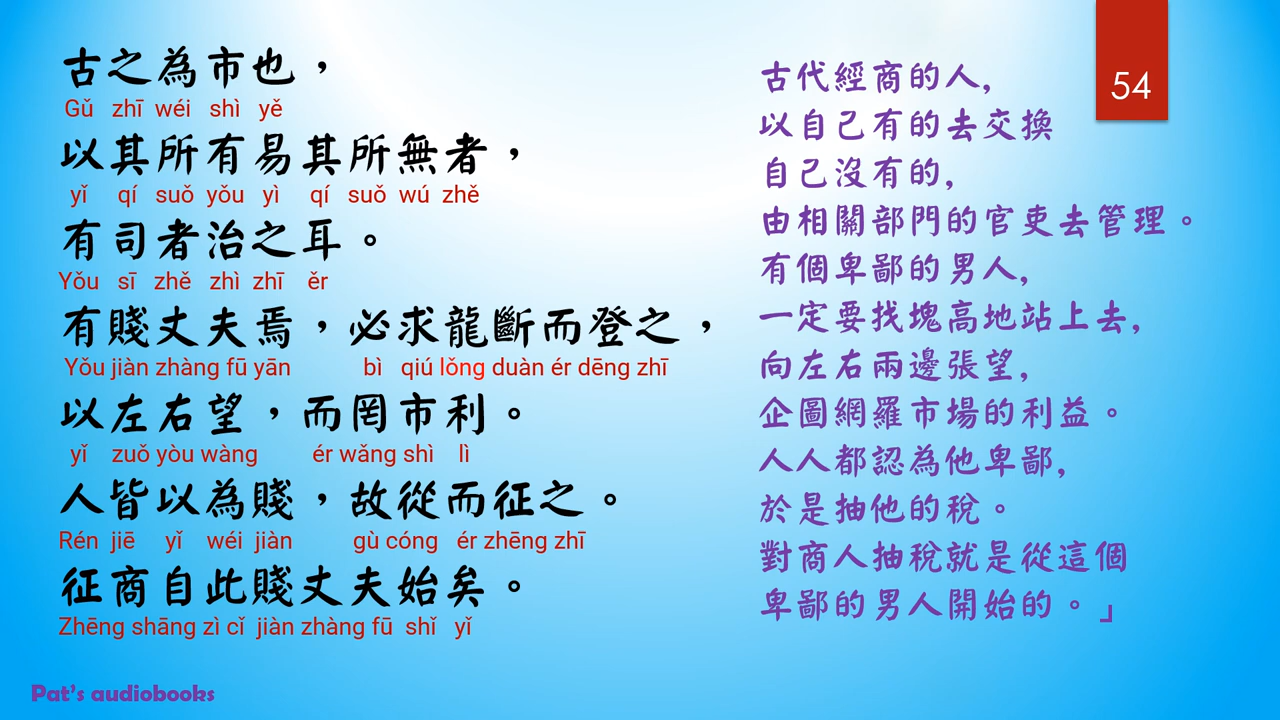 古之為市也，
Gǔ zhī wéi shì yě
以其所有易其所無者，
yǐ qí suǒ yǒu yì qí suǒ wú zhě
有司者治之耳。
Yǒu sī zhě zhì zhī ěr
有賤丈夫焉，必求龍斷而登之，
Yǒu jiàn zhàng fū yān bì qiú lǒng duàn ér dēng zhī
以左右望，而罔市利。
yǐ zuǒ yòu wàng ér wǎng shì lì
人皆以為賤，故從而征之。
Rén jiē yǐ wéi jiàn gù cóng ér zhēng zhī
征商自此賤丈夫始矣。
Zhēng shāng zì cǐ jiàn zhàng fū shǐ yǐ
古代經商的人,
以自己有的去交換
自己沒有的,
由相關部門的官吏去管理。
有個卑鄙的男人,
一定要找塊高地站上去,
向左右兩邊張望,
企圖網羅市場的利益。
人人都認為他卑鄙,
於是抽他的稅。
對商人抽稅就是從這個
卑鄙的男人開始的。」
54
Pat's audiobooks